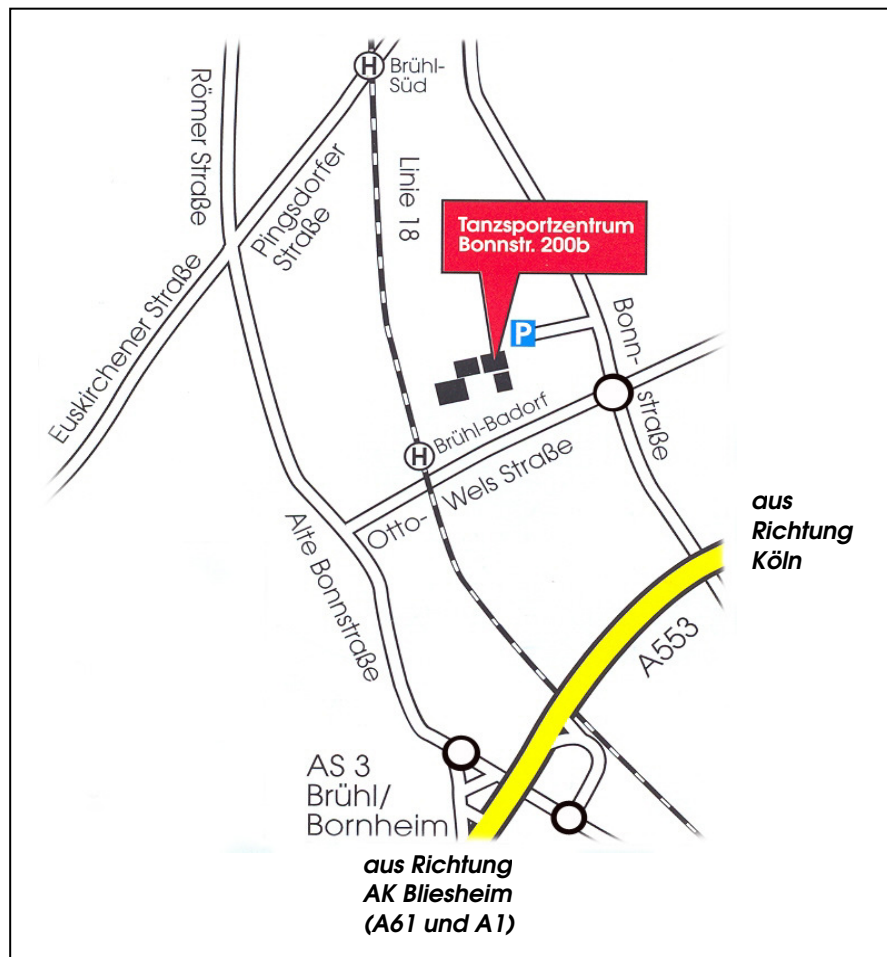 H
Brühl-
Süd
Römer Straße
Pingsdorfer
Straße
Linie 18
Tanzsportzentrum
Bonnstr. 200b
P
Bonn-
straße
Euskirchener Straße
Brühl-Badorf
H
Otto-
Wels Straße
Alte Bonnstraße
aus
Richtung
Köln
A553
AS 3
Brühl/
Bornheim
aus Richtung
AK Bliesheim
(A61 und A1)